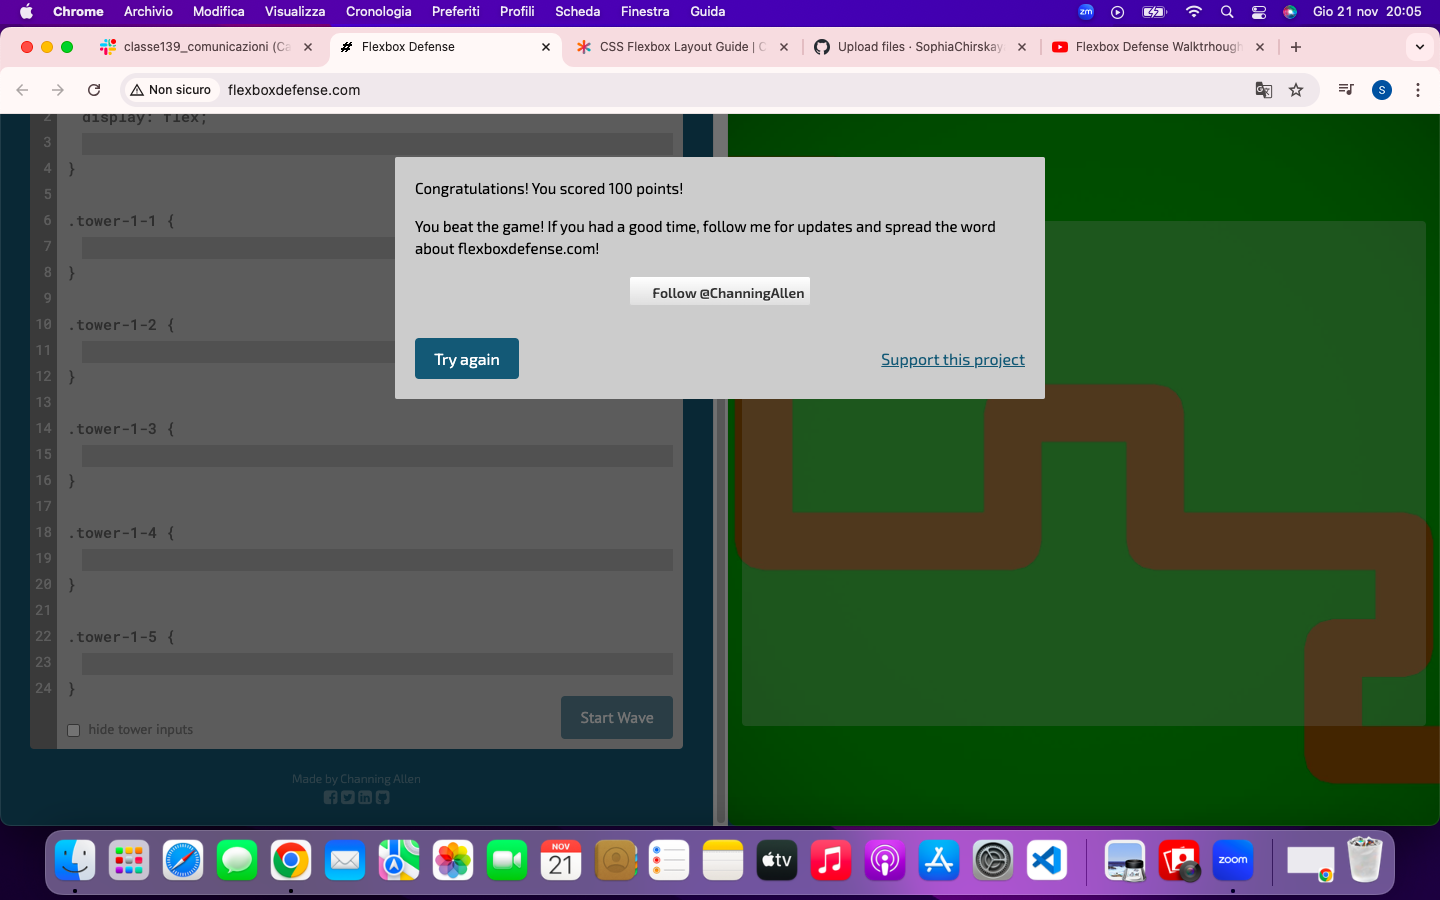 Chrome Archivio Modifica Visualizza Cronologia Preferiti Profili Scheda Finestra Guida zm Gio 21 nov 20:05
classe139_comunicazioni (Ca Flexbox Defense CSS Flexbox Layout Guide | C Upload files · SophiaChirskay Flexbox Defense Walktrhough
Non sicuro flexboxdefense.com S
2 display: flex;
3
4 }
5
6 .tower-1-1 {
7
8 }
9
10 .tower-1-2 {
11
12 }
13
14 .tower-1-3 {
15
16 }
17
18 .tower-1-4 {
19
20 }
21
22 .tower-1-5 {
23
24 }
hide tower inputs
Start Wave
Made by Channing Allen
Congratulations! You scored 100 points!
You beat the game! If you had a good time, follow me for updates and spread the word
about flexboxdefense.com!
Follow @ChanningAllen
Try again
Support this project
NOV
21
tv
zoom